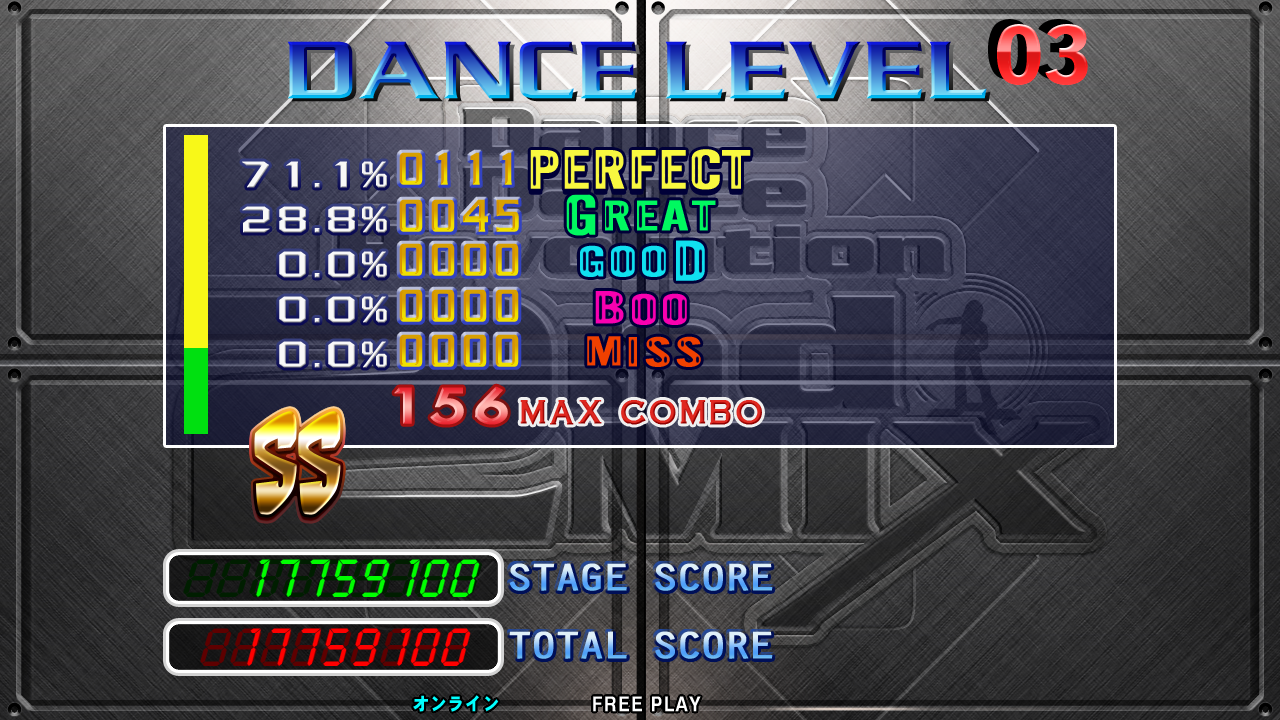 DANCE LEVEL 03
71.1% 0111 PERFECT
28.8% 0045 GREAT
0.0% 0000 GOOD
0.0% 0000 BOO
0.0% 0000 MISS
156 MAX COMBO
SS
17759100 STAGE SCORE
17759100 TOTAL SCORE
オンライン FREE PLAY